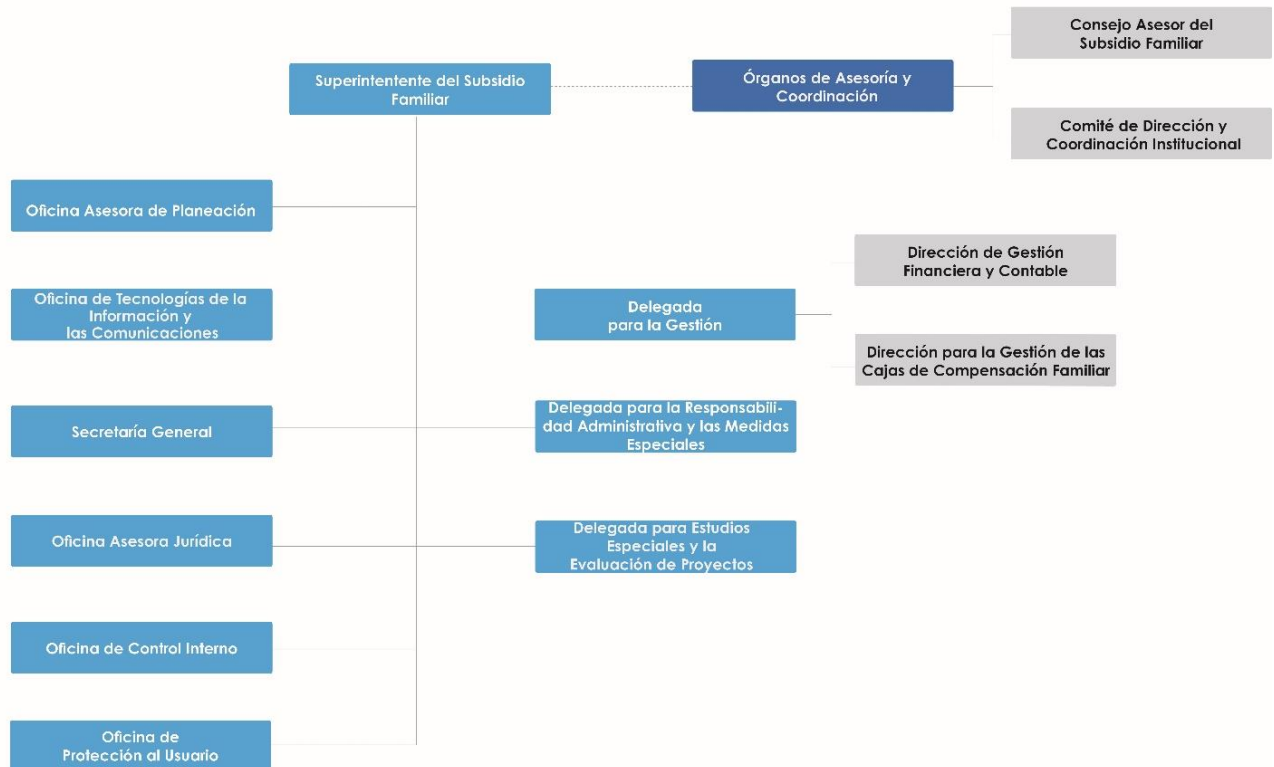 Consejo Asesor del
Subsidio Familiar
Superintentente del Subsidio
Familiar
Órganos de Asesoría y
Coordinación
Comité de Dirección y
Coordinación Institucional
Oficina Asesora de Planeación
Dirección de Gestión
Financiera y Contable
Oficina de Tecnologías de la
Información y
las Comunicaciones
Delegada
para la Gestión
Dirección para la Gestión de las
Cajas de Compensación Familiar
Secretaría General
Delegada para la Responsabili-
dad Administrativa y las Medidas
Especiales
Oficina Asesora Jurídica
Delegada para Estudios
Especiales y la
Evaluación de Proyectos
Oficina de Control Interno
Oficina de
Protección al Usuario